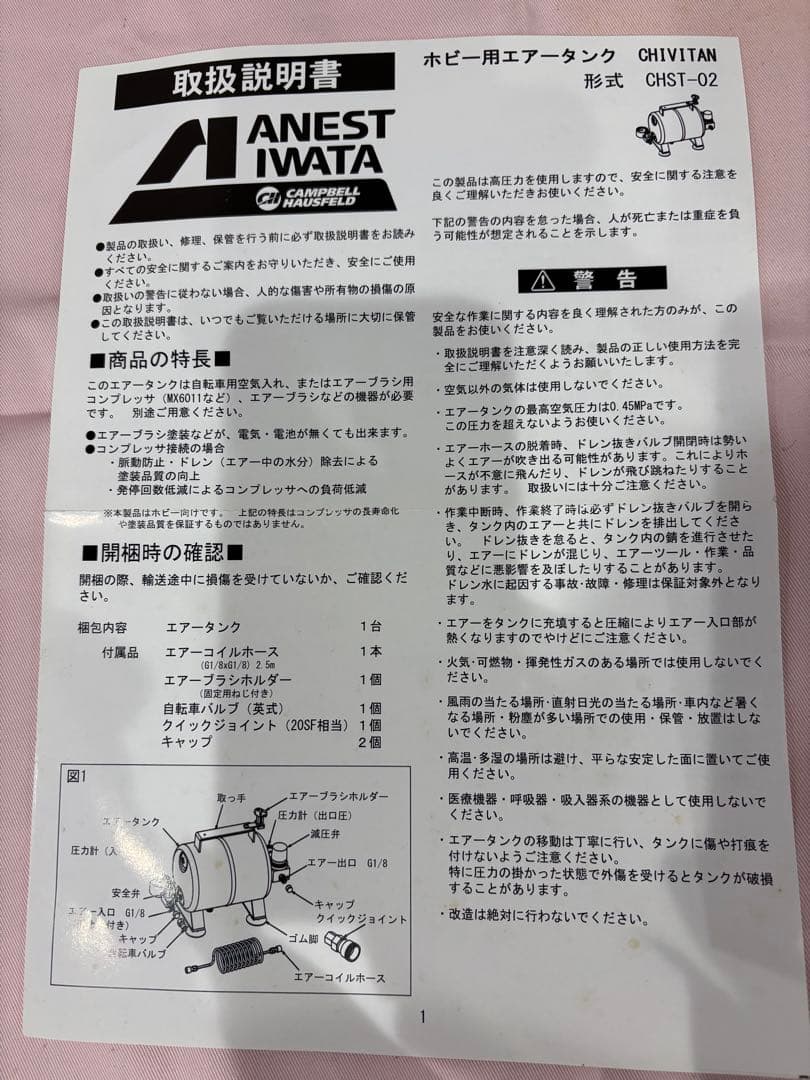 取扱説明書
ANEST
IWATA
CH CAMPBELL
HAUSFELD
●製品の取扱い、修理、保管を行う前に必ず取扱説明書をお読み
ください。
●すべての安全に関するご案内をお守りいただき、安全にご使用
ください。
●取扱いの警告に従わない場合、人的な傷害や所有物の損傷の原
因となります。
●この取扱説明書は、いつでもご覧いただける場所に大切に保管
してください。
■商品の特長■
このエアータンクは自転車用空気入れ、またはエアーブラシ用
コンプレッサ（MX6011など）、エアーブラシなどの機器が必要
です。 別途ご用意ください。
●エアーブラシ塗装などが、電気・電池が無くても出来ます。
●コンプレッサ接続の場合
・脈動防止・ドレン（エアー中の水分）除去による
塗装品質の向上
・発停回数低減によるコンプレッサへの負荷低減
※本製品はホビー向けです。 上記の特長はコンプレッサの長寿命化
や塗装品質を保証するものではありません。
■開梱時の確認■
開梱の際、輸送途中に損傷を受けていないか、ご確認くだ
さい。
梱包内容 エアータンク 1台
付属品 エアーコイルホース 1本
(G1/8xG1/8) 2.5m
エアーブラシホルダー 1個
(固定用ねじ付き)
自転車バルブ（英式） 1個
クイックジョイント（20SF相当） 1個
キャップ 2個
図1
取っ手
エアーブラシホルダー
エアータンク
圧力計（出口圧）
減圧弁
圧力計（入
エアー出口 G1/8
安全弁
キャップ
エアー入口 G1/8
クイックジョイント
付き）
キャップ
ゴム脚
自転車バルブ
エアーコイルホース
ホビー用エアータンク CHIVITAN
形式 CHST-02
この製品は高圧力を使用しますので、安全に関する注意を
良くご理解いただきお使いください。
下記の警告の内容を怠った場合、人が死亡または重症を負
う可能性が想定されることを示します。
警告
安全な作業に関する内容を良く理解された方のみが、この
製品をお使いください。
・取扱説明書を注意深く読み、製品の正しい使用方法を完
全にご理解いただくようお願いいたします。
・空気以外の気体は使用しないでください。
・エアータンクの最高空気圧力は0.45MPaです。
この圧力を超えないようお使いください。
・エアーホースの脱着時、ドレン抜きバルブ開閉時は勢い
よくエアーが吹き出る可能性があります。これによりホ
ースが不意に飛んだり、ドレンが飛び跳ねたりすること
があります。 取扱いには十分ご注意ください。
・作業中断時、作業終了時は必ずドレン抜きバルブを開ら
き、タンク内のエアーと共にドレンを排出してくださ
い。 ドレン抜きを怠ると、タンク内の錆を進行させた
り、エアーにドレンが混じり、エアーツール・作業・品
質などに悪影響を及ぼしたりすることがあります。
ドレン水に起因する事故・故障・修理は保証対象外となり
ます。
・エアーをタンクに充填すると圧縮によりエアー入口部が
熱くなりますのでやけどにご注意ください。
・火気・可燃物・揮発性ガスのある場所では使用しないでく
ださい。
・風雨の当たる場所・直射日光の当たる場所・車内など暑く
なる場所・粉塵が多い場所での使用・保管・放置はしな
いでください。
・高温・多湿の場所は避け、平らな安定した面に置いてご使
用ください。
・医療機器・呼吸器・吸入器系の機器として使用しないで
ください。
・エアータンクの移動は丁寧に行い、タンクに傷や打痕を
付けないようご注意ください。
特に圧力の掛かった状態で外傷を受けるとタンクが破損
することがあります。
・改造は絶対に行わないでください。
1